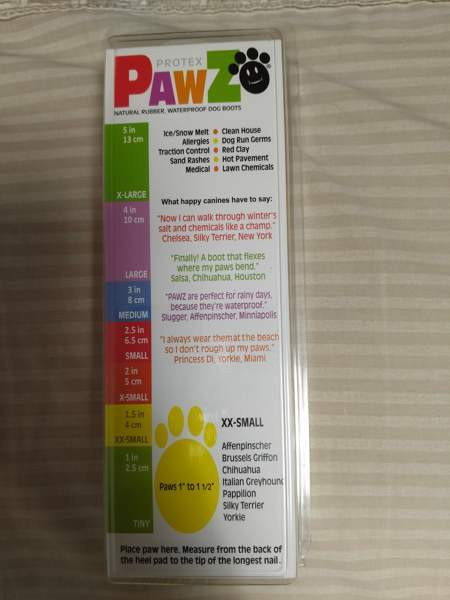 PROTEX
PAWZ
NATURAL RUBBER, WATERPROOF DOG BOOTS
5 in
13 cm
Ice/Snow Melt • Clean House
Allergies • Dog Run Germs
Traction Control • Red Clay
Sand Rashes • Hot Pavement
Medical • Lawn Chemicals
X-LARGE
What happy canines have to say:
4 in
10 cm
"Now I can walk through winter's
salt and chemicals like a champ."
Chelsea, Silky Terrier, New York
"Finally! A boot that flexes
where my paws bend."
Salsa, Chihuahua, Houston
LARGE
3 in
8 cm
"PAWZ are perfect for rainy days,
because they're waterproof."
Slugger, Affenpinscher, Minniapolis
MEDIUM
2.5 in
6.5 cm
"I always wear themat the beach
so I don't rough up my paws."
Princess Di, Yorkie, Miami
SMALL
2 in
5 cm
X-SMALL
1.5 in
4 cm
XX-SMALL
XX-SMALL
1 in
2.5 cm
Paws 1" to 1 1/2"
Affenpinscher
Brussels Griffon
Chihuahua
Italian Greyhound
Pappilion
Silky Terrier
Yorkie
TINY
Place paw here. Measure from the back of
the heel pad to the tip of the longest nail.